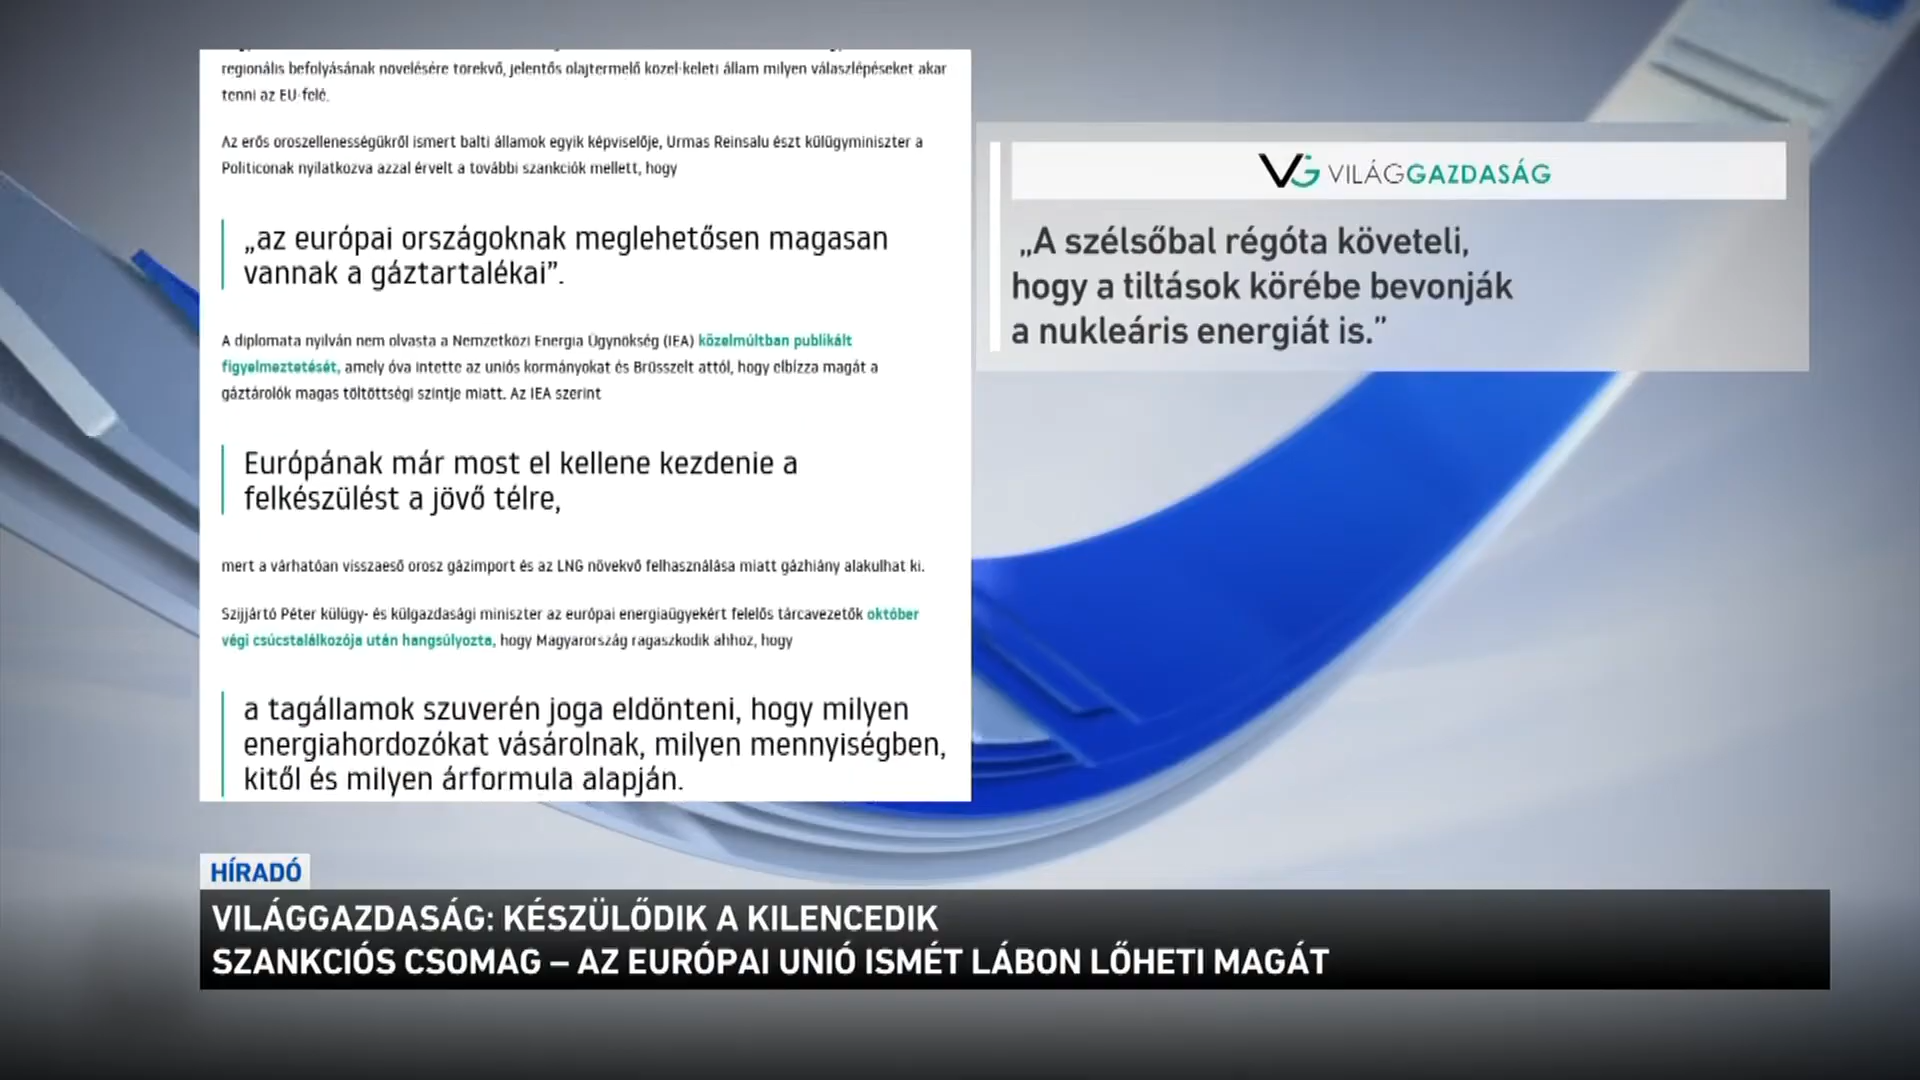 regionális befolyásának növelésére törekvő, jelentős olajtermelő közel-keleti állam milyen válaszlépéseket akar
tenni az EU felé.
Az erős oroszellenességükről ismert balti államok egyik képviselője, Urmas Reinsalu észt külügyminiszter a
Politiconak nyilatkozva azzal érvelt a további szankciók mellett, hogy
„az európai országoknak meglehetősen magasan
vannak a gáztartalékai”.
A diplomata nyilván nem olvasta a Nemzetközi Energia Ügynökség (IEA) közelmúltban publikált
figyelmeztetését, amely óva intette az uniós kormányokat és Brüsszelt attól, hogy elbízza magát a
gáztárolók magas töltöttségi szintje miatt. Az IEA szerint
Európának már most el kellene kezdenie a
felkészülést a jövő télre,
mert a várhatóan visszaeső orosz gázimport és az LNG növekvő felhasználása miatt gázhiány alakulhat ki.
Szijjártó Péter külügy- és külgazdasági miniszter az európai energiaügyekért felelős tárcavezetők október
végi csúcstalálkozója után hangsúlyozta, hogy Magyarország ragaszkodik ahhoz, hogy
a tagállamok szuverén joga eldönteni, hogy milyen
energiahordozókat vásárolnak, milyen mennyiségben,
kitől és milyen árformula alapján.
VG VILÁGGAZDASÁG
„A szélsőbal régóta követeli,
hogy a tiltások körébe bevonják
a nukleáris energiát is.”
HÍRADÓ
VILÁGGAZDASÁG: KÉSZÜLŐDIK A KILENCEDIK
SZANKCIÓS CSOMAG – AZ EURÓPAI UNIÓ ISMÉT LÁBON LŐHETI MAGÁT